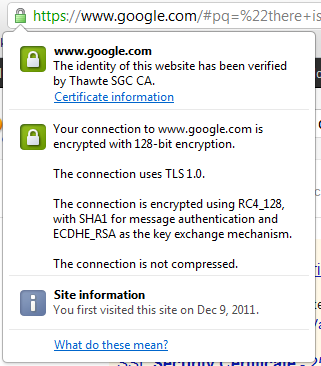 https://www.google.com/#pq=%22there+is
www.google.com
The identity of this website has been verified
by Thawte SGC CA.
Certificate information
Your connection to www.google.com is
encrypted with 128-bit encryption.
The connection uses TLS 1.0.
The connection is encrypted using RC4_128,
with SHA1 for message authentication and
ECDHE_RSA as the key exchange mechanism.
The connection is not compressed.
Site information
You first visited this site on Dec 9, 2011.
What do these mean?
Security Certificate